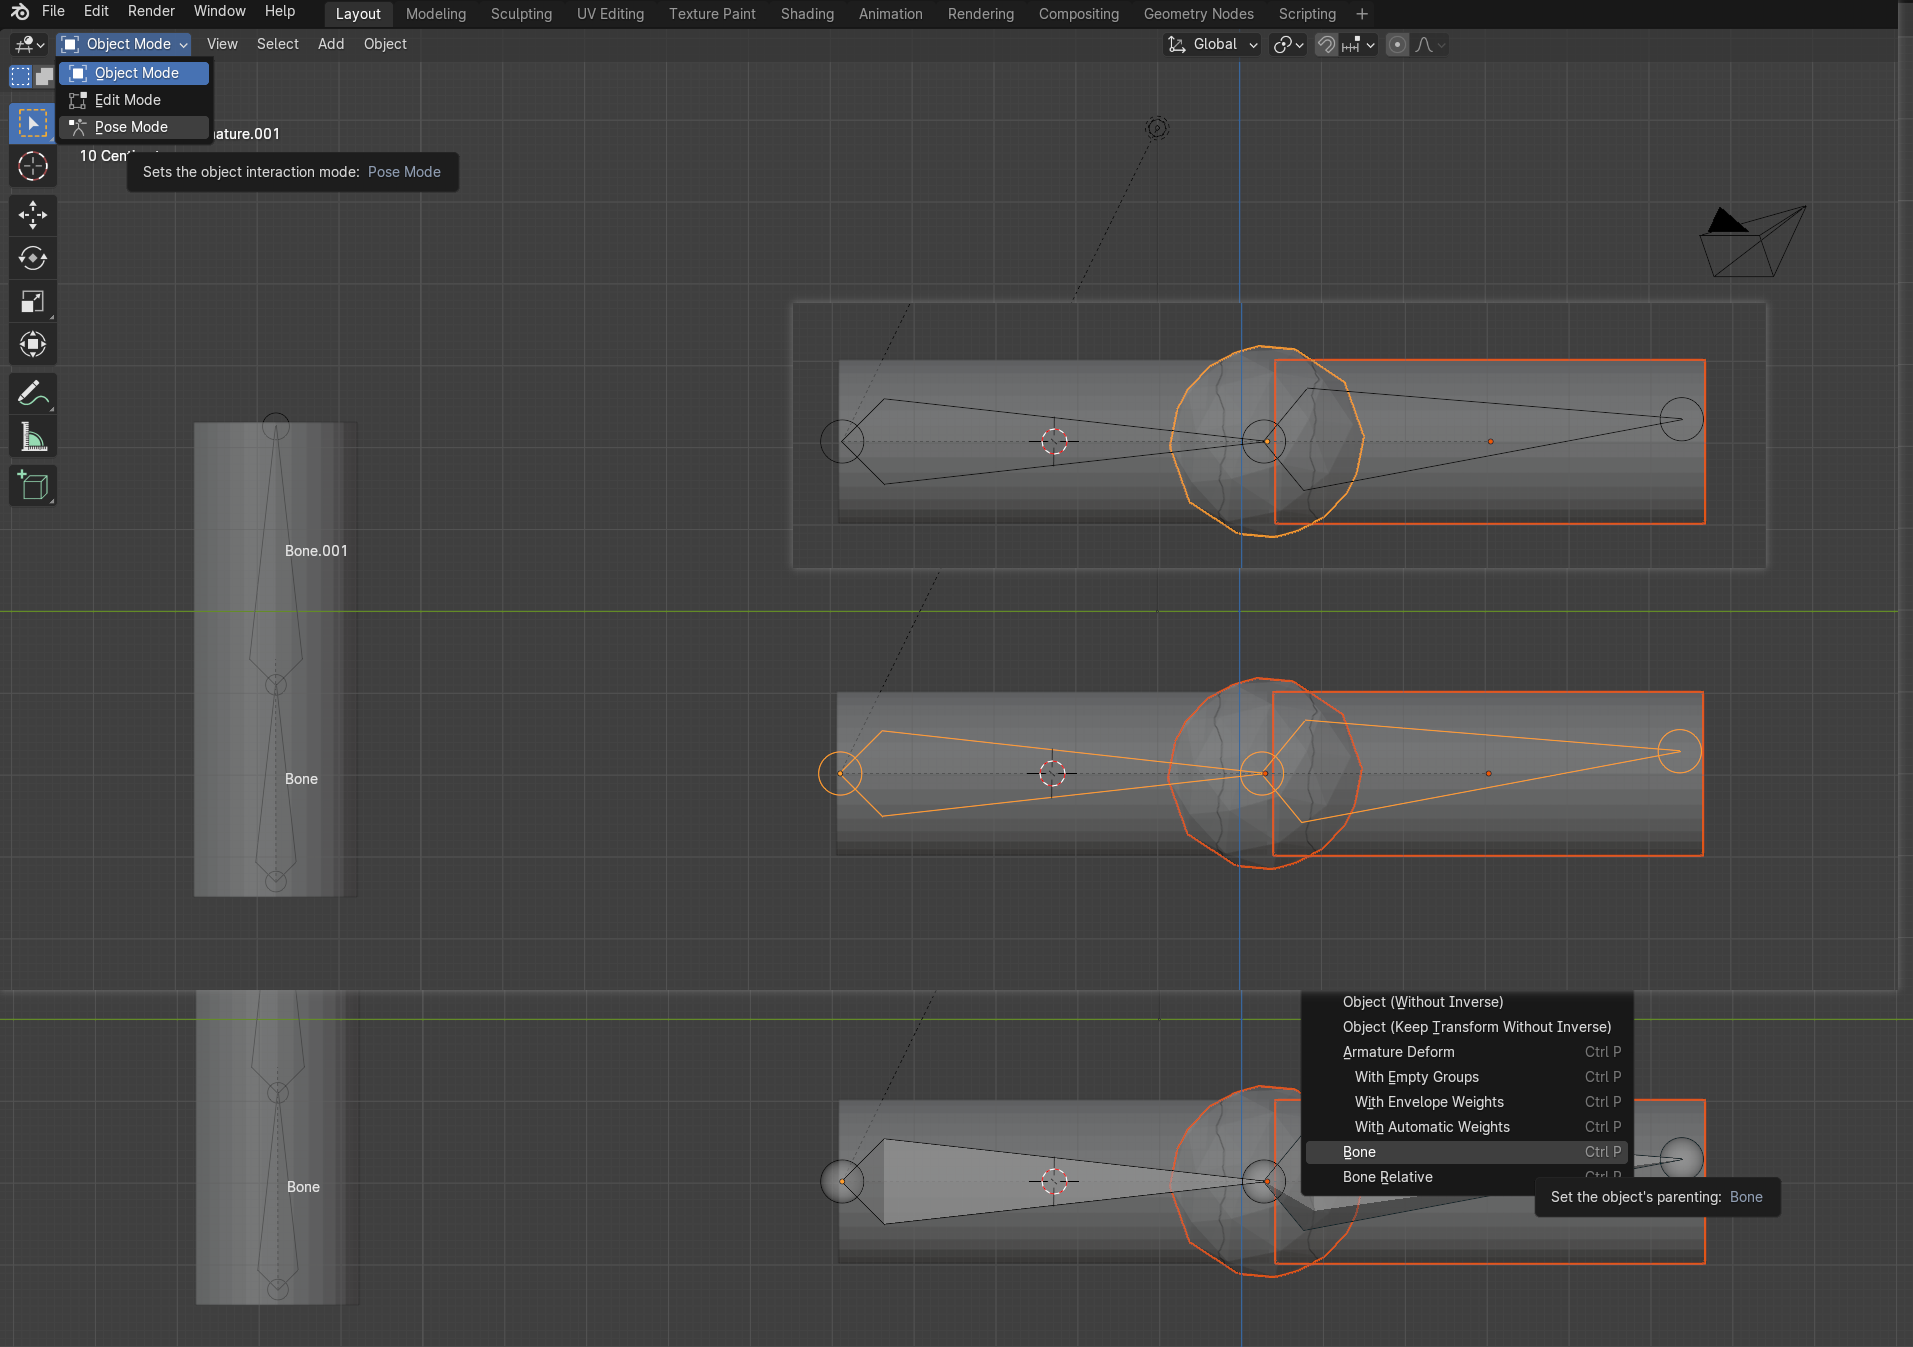 File Edit Render Window Help Layout Modeling Sculpting UV Editing Texture Paint Shading Animation Rendering Compositing Geometry Nodes Scripting +
Object Mode View Select Add Object Global
Object Mode
Edit Mode
Pose Mode
ature.001
10 Cen
Sets the object interaction mode: Pose Mode
Bone.001
Bone
Object (Without Inverse)
Object (Keep Transform Without Inverse)
Armature Deform Ctrl P
With Empty Groups Ctrl P
With Envelope Weights Ctrl P
With Automatic Weights Ctrl P
Bone Ctrl P
Bone Relative Ctrl P
Bone
Set the object's parenting: Bone